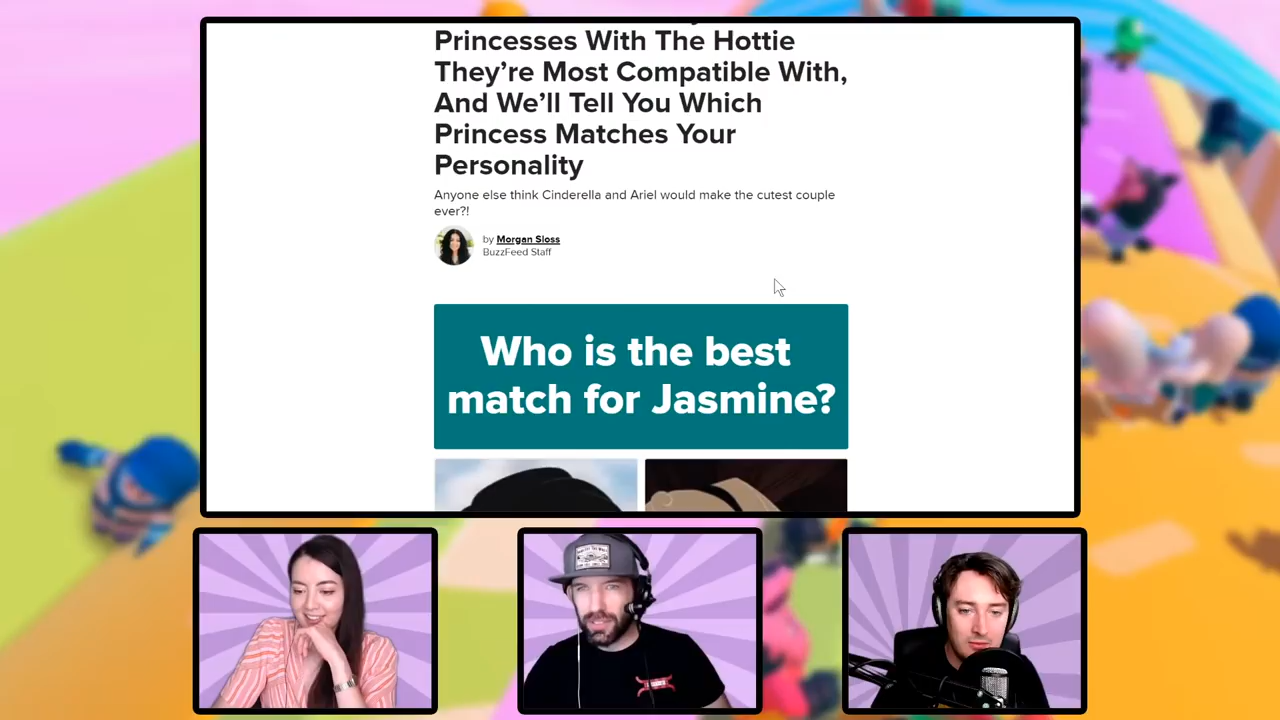 Princesses With The Hottie
They’re Most Compatible With,
And We’ll Tell You Which
Princess Matches Your
Personality
Anyone else think Cinderella and Ariel would make the cutest couple
ever?!
by Morgan Sloss
BuzzFeed Staff
Who is the best
match for Jasmine?